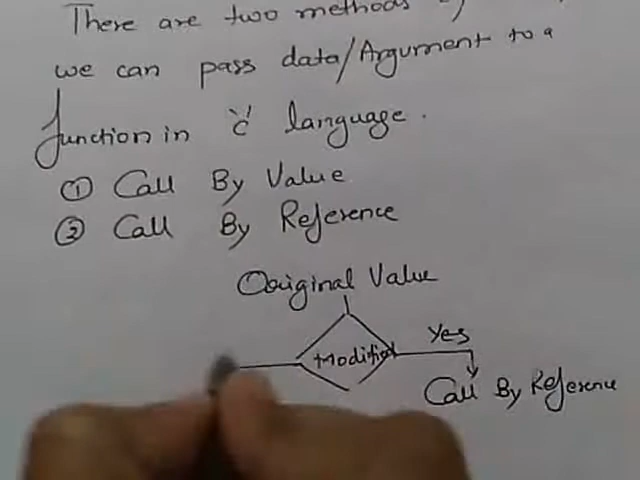 There are two methods
we can pass data/Argument to a
function in 'c' language.
① Call By Value
② Call By Reference
Original Value
Modified
Yes
Call By Reference